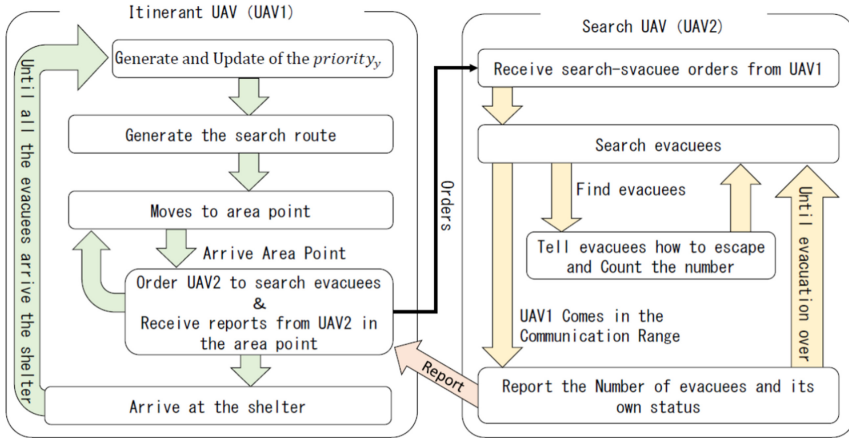 Itinerant UAV (UAV1)
Generate and Update of the priority_y
Generate the search route
Moves to area point
Arrive Area Point
Order UAV2 to search evacuees
&
Receive reports from UAV2 in
the area point
Arrive at the shelter
Until all the evacuees arrive the shelter
Orders
Report
Search UAV (UAV2)
Receive search-svacuee orders from UAV1
Search evacuees
Find evacuees
Tell evacuees how to escape
and Count the number
UAV1 Comes in the
Communication Range
Until evacuation over
Report the Number of evacuees and its
own status